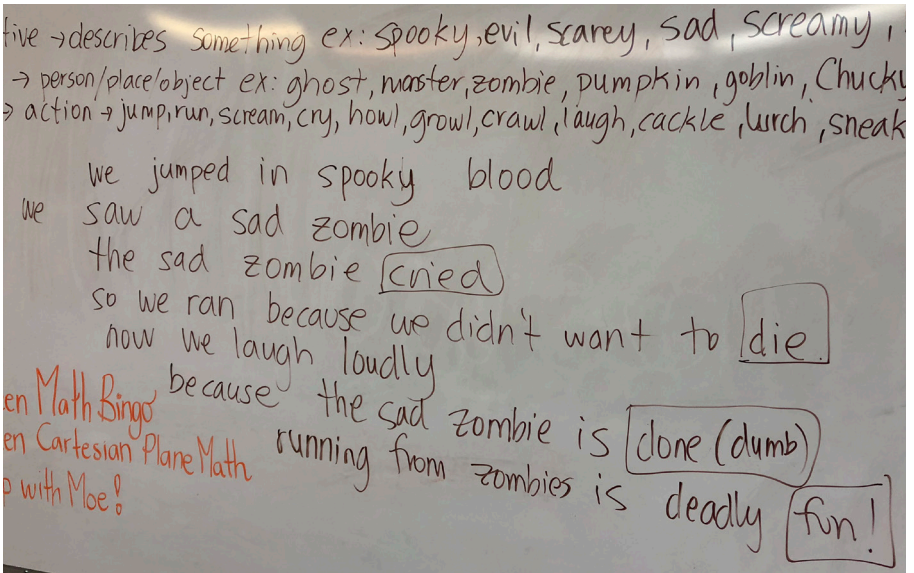 tive → describes something ex: spooky, evil, scarey, sad, screamy,
→ person/place/object ex: ghost, monster, zombie, pumpkin, goblin, Chucky
→ action → jump, run, scream, cry, howl, growl, crawl, laugh, cackle, lurch, sneak
we jumped in spooky blood
we saw a sad zombie
the sad zombie cried
so we ran because we didn't want to die.
now we laugh loudly
because the sad zombie is done (dumb)
running from zombies is deadly fun!
en Math Bingo
en Cartesian Plane Math
p with Moe!